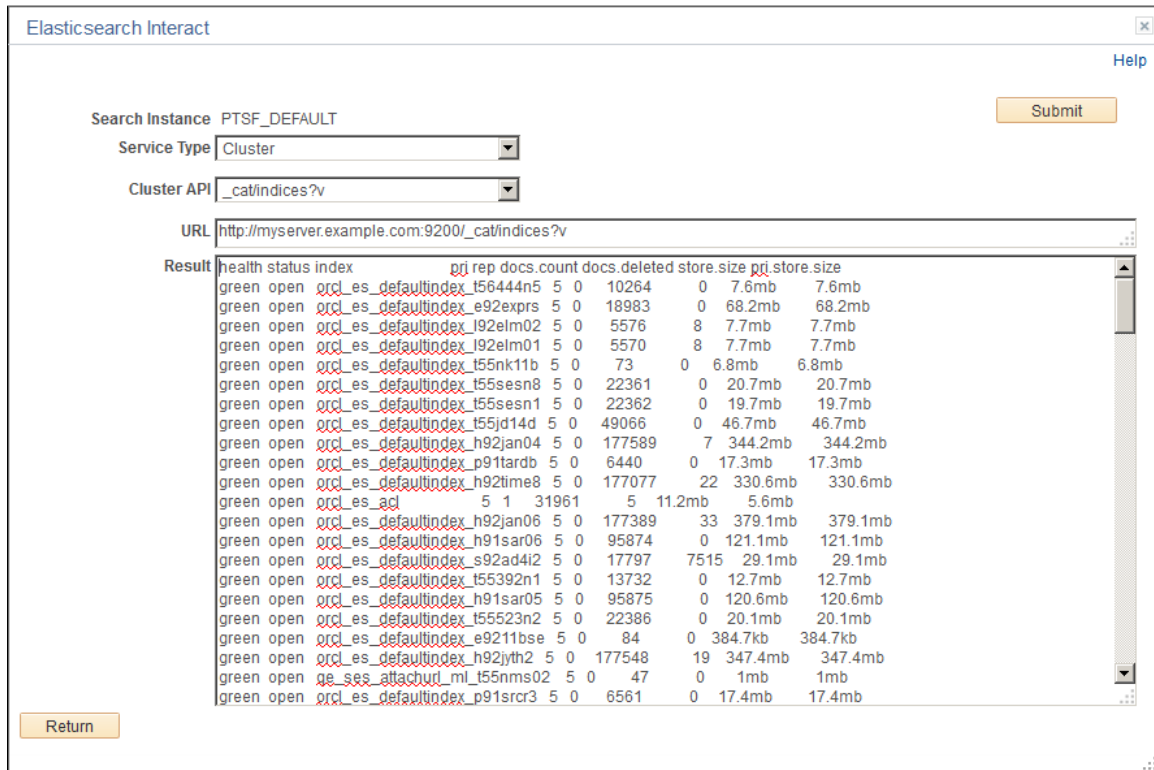 Elasticsearch Interact
Help
Submit
Search Instance PTSF_DEFAULT
Service Type Cluster
Cluster API _cat/indices?v
URL http://myserver.example.com:9200/_cat/indices?v
Result health status index pri rep docs.count docs.deleted store.size pri.store.size
green open orcl_es_defaultindex_t56444n5 5 0 10264 0 7.6mb 7.6mb
green open orcl_es_defaultindex_e92exprs 5 0 18983 0 68.2mb 68.2mb
green open orcl_es_defaultindex_l92elm02 5 0 5576 8 7.7mb 7.7mb
green open orcl_es_defaultindex_l92elm01 5 0 5570 8 7.7mb 7.7mb
green open orcl_es_defaultindex_t55nk11b 5 0 73 0 6.8mb 6.8mb
green open orcl_es_defaultindex_t55sesn8 5 0 22361 0 20.7mb 20.7mb
green open orcl_es_defaultindex_t55sesn1 5 0 22362 0 19.7mb 19.7mb
green open orcl_es_defaultindex_t55jd14d 5 0 49066 0 46.7mb 46.7mb
green open orcl_es_defaultindex_h92jan04 5 0 177589 7 344.2mb 344.2mb
green open orcl_es_defaultindex_p91tardb 5 0 6440 0 17.3mb 17.3mb
green open orcl_es_defaultindex_h92time8 5 0 177077 22 330.6mb 330.6mb
green open orcl_es_acl 5 1 31961 5 11.2mb 5.6mb
green open orcl_es_defaultindex_h92jan06 5 0 177389 33 379.1mb 379.1mb
green open orcl_es_defaultindex_h91sar06 5 0 95874 0 121.1mb 121.1mb
green open orcl_es_defaultindex_s92ad4i2 5 0 17797 7515 29.1mb 29.1mb
green open orcl_es_defaultindex_t55392n1 5 0 13732 0 12.7mb 12.7mb
green open orcl_es_defaultindex_h91sar05 5 0 95875 0 120.6mb 120.6mb
green open orcl_es_defaultindex_t55523n2 5 0 22386 0 20.1mb 20.1mb
green open orcl_es_defaultindex_e9211bse 5 0 84 0 384.7kb 384.7kb
green open orcl_es_defaultindex_h92jyth2 5 0 177548 19 347.4mb 347.4mb
green open qe_ses_attachurl_ml_t55nms02 5 0 47 0 1mb 1mb
green open orcl_es_defaultindex_p91srcr3 5 0 6561 0 17.4mb 17.4mb
Return